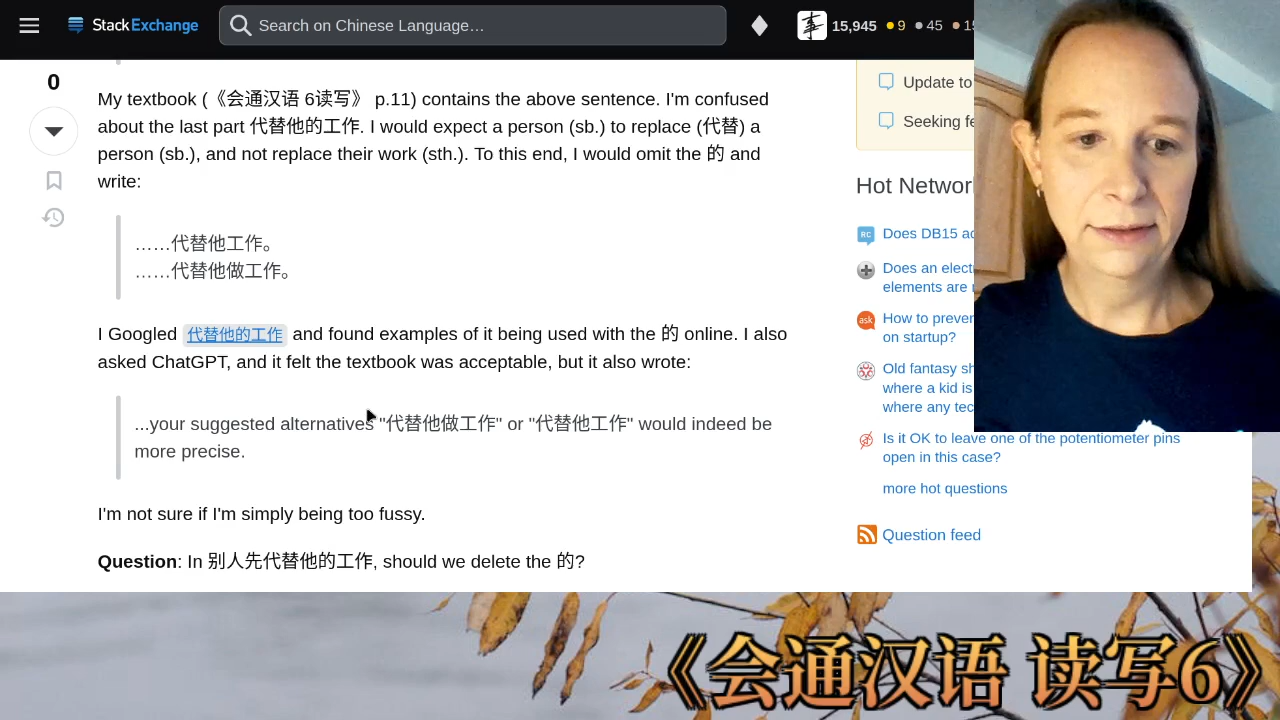 StackExchange
Search on Chinese Language…
15,945
9
45
0
My textbook (《会通汉语 6读写》 p.11) contains the above sentence. I'm confused
about the last part 代替他的工作. I would expect a person (sb.) to replace (代替) a
person (sb.), and not replace their work (sth.). To this end, I would omit the 的 and
write:
……代替他工作。
……代替他做工作。
I Googled 代替他的工作 and found examples of it being used with the 的 online. I also
asked ChatGPT, and it felt the textbook was acceptable, but it also wrote:
...your suggested alternatives "代替他做工作" or "代替他工作" would indeed be
more precise.
I'm not sure if I'm simply being too fussy.
Question: In 别人先代替他的工作, should we delete the 的?
Update to
Seeking
Hot
RC
Does DB15
Does an
elements are
ask
How to
on startup?
Old fantasy
where a kid is
where any
Is it OK to leave one of the potentiometer pins
open in this case?
more hot questions
Question feed
《会通汉语 读写6》